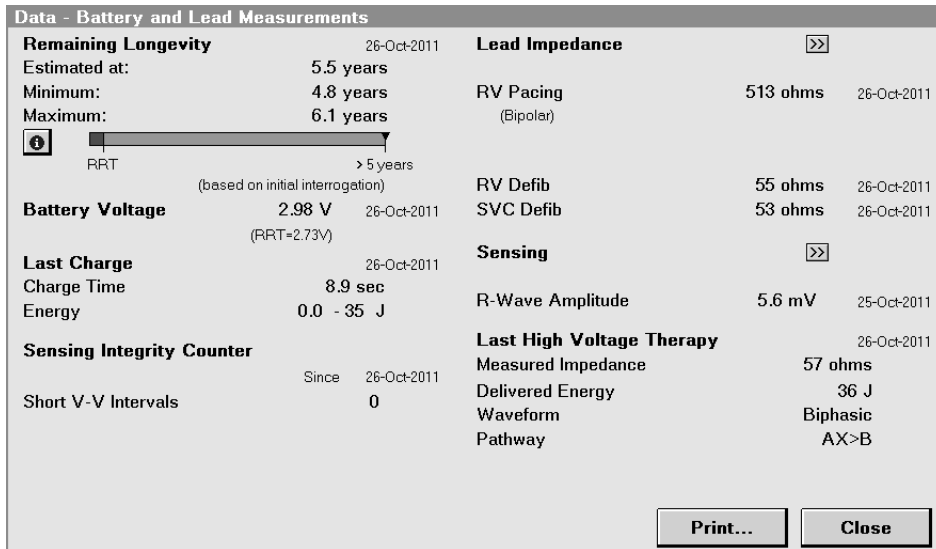 Data - Battery and Lead Measurements
Remaining Longevity 26-Oct-2011
Estimated at: 5.5 years
Minimum: 4.8 years
Maximum: 6.1 years
RRT > 5 years
(based on initial interrogation)
Battery Voltage 2.98 V 26-Oct-2011
(RRT=2.73V)
Last Charge 26-Oct-2011
Charge Time 8.9 sec
Energy 0.0 - 35 J
Sensing Integrity Counter
Since 26-Oct-2011
Short V-V Intervals 0
Lead Impedance >>
RV Pacing 513 ohms 26-Oct-2011
(Bipolar)
RV Defib 55 ohms 26-Oct-2011
SVC Defib 53 ohms 26-Oct-2011
Sensing >>
R-Wave Amplitude 5.6 mV 25-Oct-2011
Last High Voltage Therapy 26-Oct-2011
Measured Impedance 57 ohms
Delivered Energy 36 J
Waveform Biphasic
Pathway AX>B
Print... Close